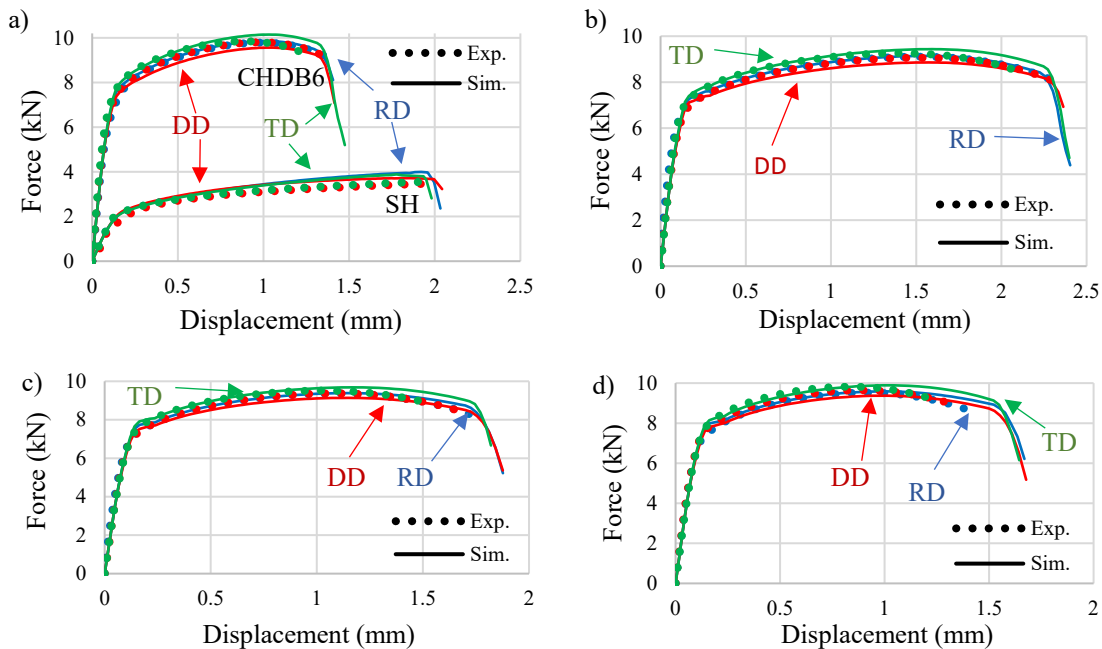 a)
Force (kN)
10
8
6
4
2
0
0
0.5
1
1.5
2
2.5
Displacement (mm)
CHDB6
Exp.
Sim.
DD
TD
RD
SH
b)
Force (kN)
10
8
6
4
2
0
0.0
0.5
1.0
1.5
2.0
2.5
Displacement (mm)
TD
DD
RD
Exp.
Sim.
c)
Force (kN)
10
8
6
4
2
0
0
0.5
1
1.5
2
Displacement (mm)
TD
DD
RD
Exp.
Sim.
d)
Force (kN)
10
8
6
4
2
0
0
0.5
1
1.5
2
Displacement (mm)
DD
RD
TD
Exp.
Sim.